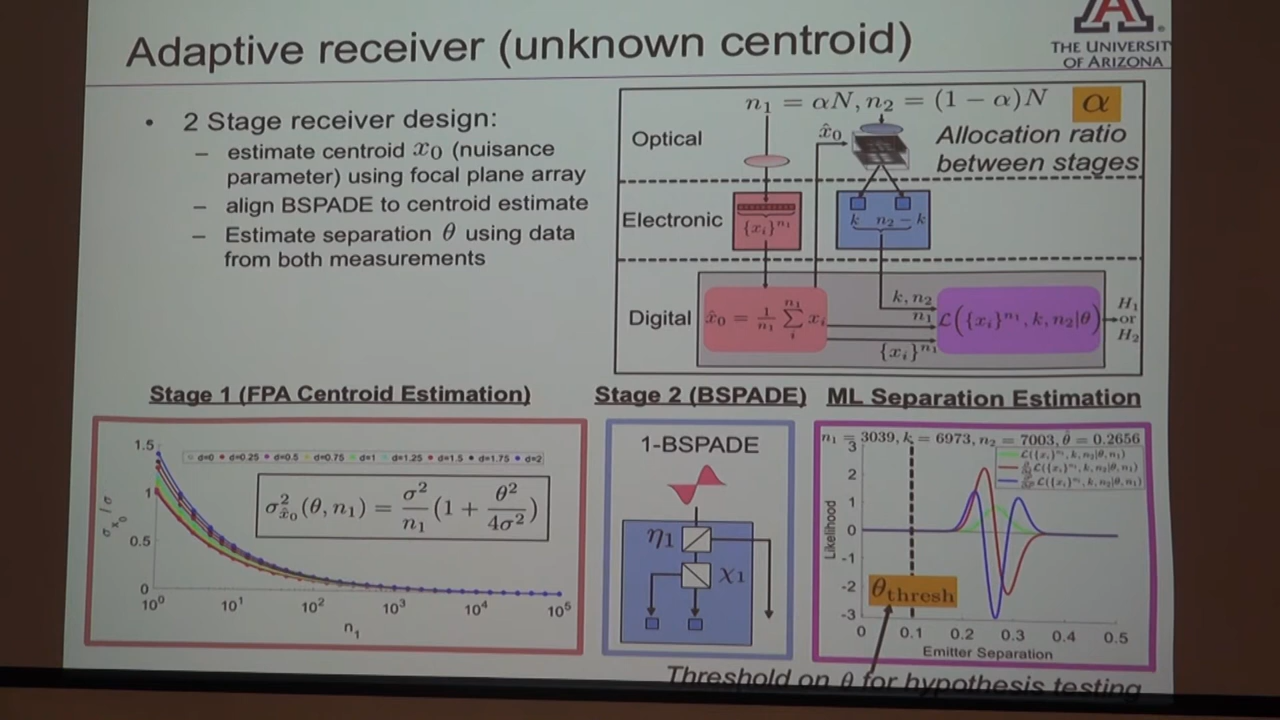 Adaptive receiver (unknown centroid)
A
THE UNIVERSITY
OF ARIZONA
• 2 Stage receiver design:
– estimate centroid x₀ (nuisance
parameter) using focal plane array
– align BSPADE to centroid estimate
– Estimate separation θ using data
from both measurements
n₁ = αN, n₂ = (1 − α)N
α
Optical
x̂₀
Allocation ratio
between stages
Electronic
{xᵢ}ⁿ¹
k n₂ − k
Digital
x̂₀ = 1/n₁ ∑ᵢⁿ¹ xᵢ
k, n₂
n₁
{xᵢ}ⁿ¹
ℒ({xᵢ}ⁿ¹, k, n₂|θ)
H₁
or
H₂
Stage 1 (FPA Centroid Estimation)
Stage 2 (BSPADE)
ML Separation Estimation
1.5
1
0.5
0
σₓ₀ / σ
d=0 d=0.25 d=0.5 d=0.75 d=1 d=1.25 d=1.5 d=1.75 d=2
σ²x̂₀(θ, n₁) = σ²/n₁ (1 + θ²/4σ²)
10⁰ 10¹ 10² 10³ 10⁴ 10⁵
n₁
1-BSPADE
η₁
χ₁
n₁ = 3039, k = 6973, n₂ = 7003, θ̂ = 0.2656
3
2
1
0
-1
-2
-3
Likelihood
ℒ({xᵢ}ⁿ¹, k, n₂|θ, n₁)
θthresh
0 0.1 0.2 0.3 0.4 0.5
Emitter Separation
Threshold on θ for hypothesis testing